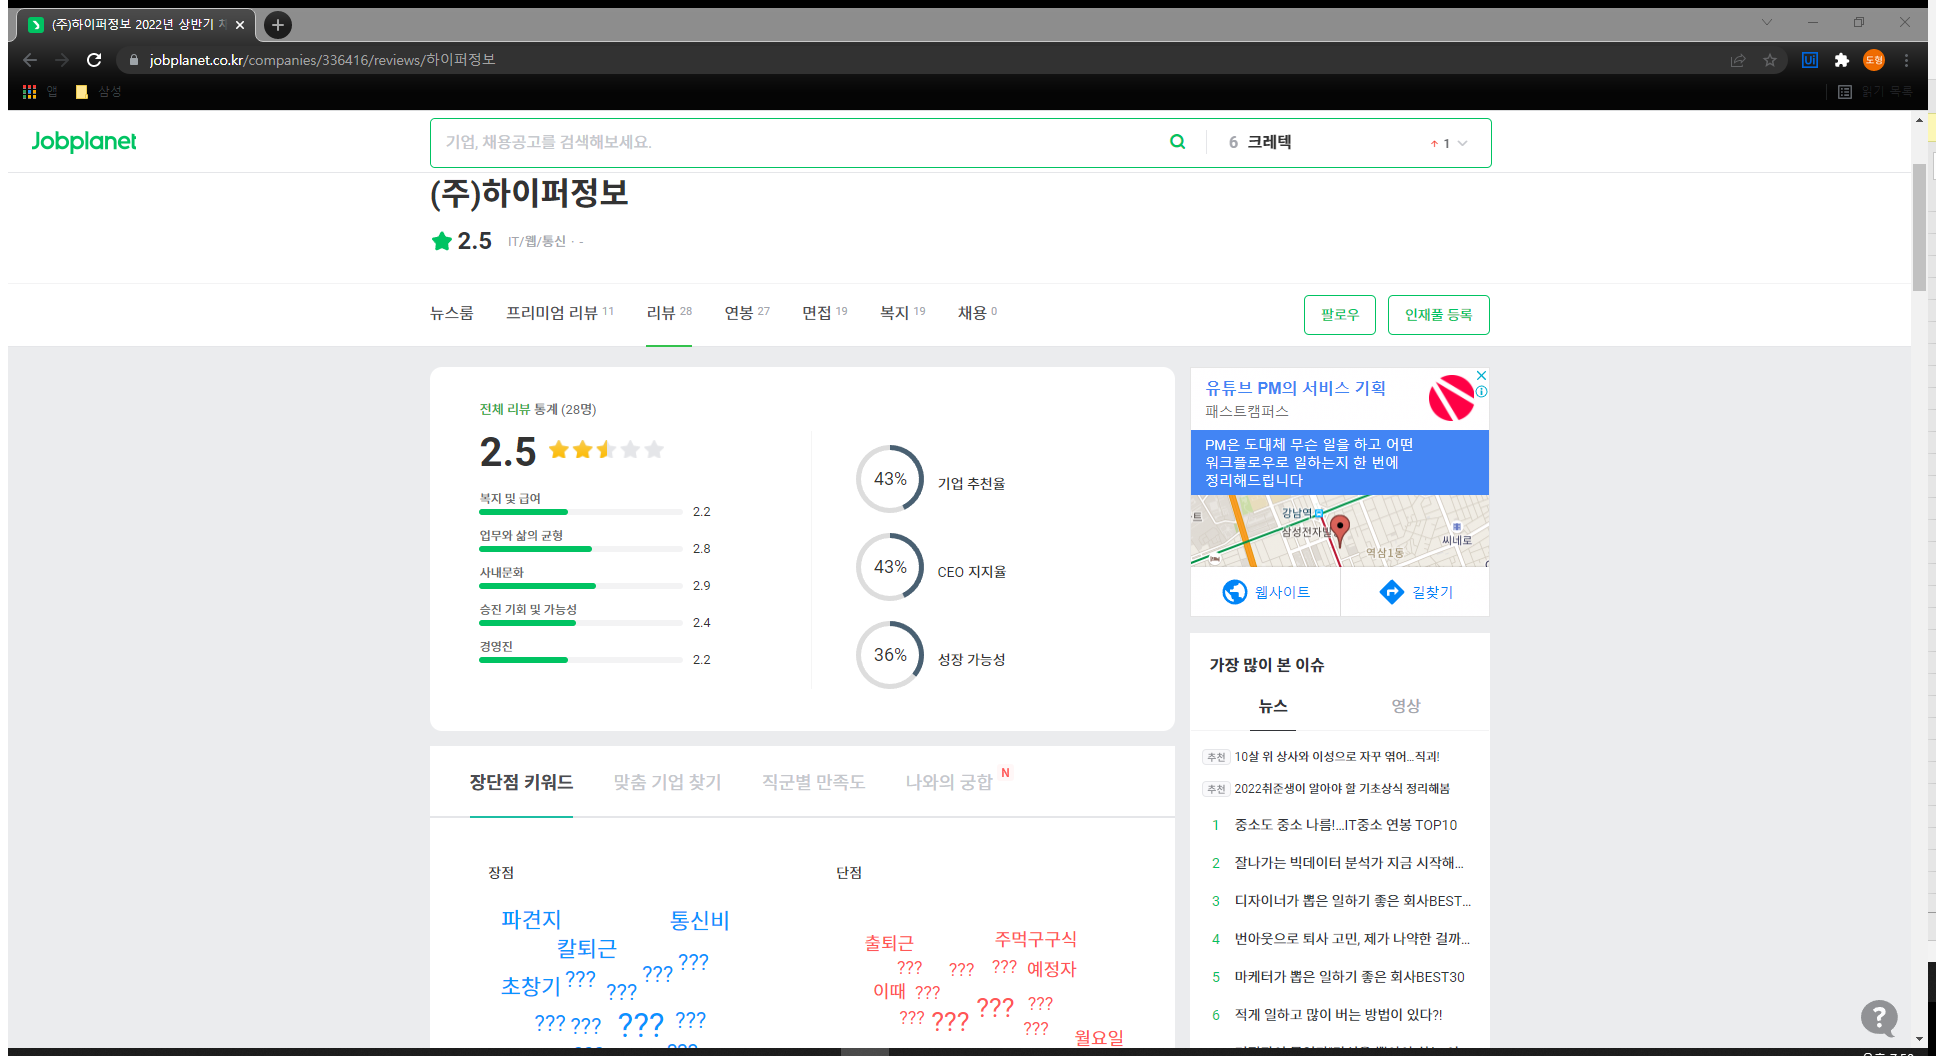 (주)하이퍼정보 2022년 상반기
jobplanet.co.kr/companies/336416/reviews/하이퍼정보
Ui
도형
앱
삼성
읽기 목록
Jobplanet
기업, 채용공고를 검색해보세요.
6 크레텍
1
(주)하이퍼정보
2.5 IT/웹/통신 · -
뉴스룸 프리미엄 리뷰 11 리뷰 28 연봉 27 면접 19 복지 19 채용 0
팔로우
인재풀 등록
전체 리뷰 통계 (28명)
2.5
복지 및 급여
2.2
업무와 삶의 균형
2.8
사내문화
2.9
승진 기회 및 가능성
2.4
경영진
2.2
43% 기업 추천율
43% CEO 지지율
36% 성장 가능성
유튜브 PM의 서비스 기획
패스트캠퍼스
PM은 도대체 무슨 일을 하고 어떤
워크플로우로 일하는지 한 번에
정리해드립니다
강남역
삼성전자빌
씨네로
역삼1동
웹사이트
길찾기
가장 많이 본 이슈
뉴스 영상
추천 10살 위 상사와 이성으로 자꾸 엮어...직괴!
추천 2022취준생이 알아야 할 기초상식 정리해봄
1 중소도 중소 나름!...IT중소 연봉 TOP10
2 잘나가는 빅데이터 분석가 지금 시작해...
3 디자이너가 뽑은 일하기 좋은 회사BEST...
4 번아웃으로 퇴사 고민, 제가 나약한 걸까...
5 마케터가 뽑은 일하기 좋은 회사BEST30
6 적게 일하고 많이 버는 방법이 있다?!
장단점 키워드 맞춤 기업 찾기 직군별 만족도 나와의 궁합 N
장점
파견지 통신비
칼퇴근
???
초창기 ??? ???
???
??? ??? ??? ???
단점
출퇴근 주먹구구식
??? ??? ??? 예정자
이때 ???
??? ??? ??? ???
???
월요일
?